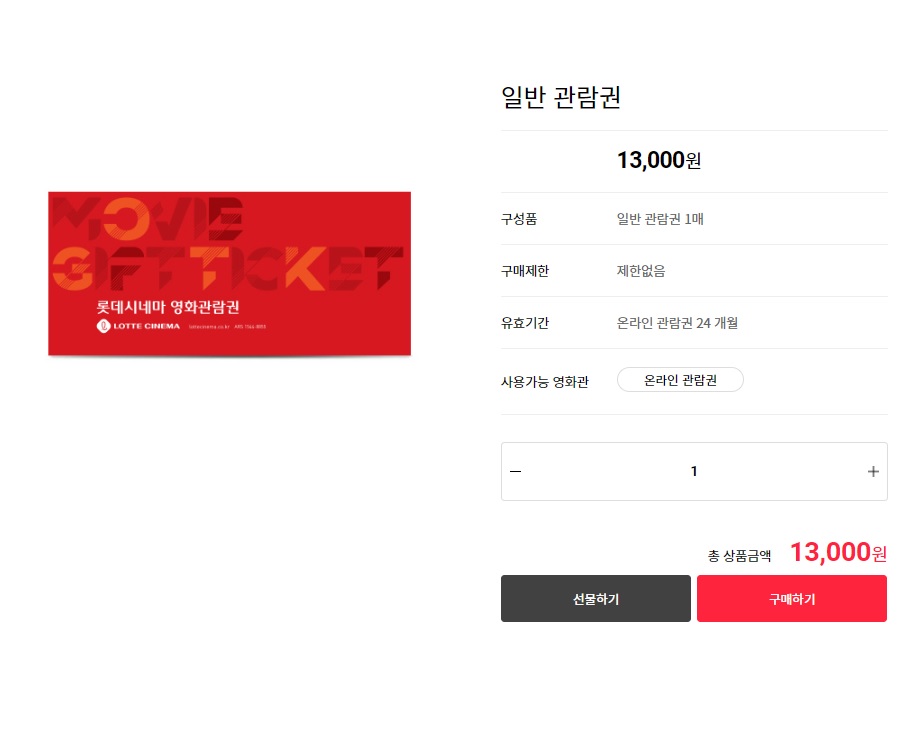 MOVIE
GIFT TICKET
롯데시네마 영화관람권
LOTTE CINEMA lottecinema.co.kr
일반 관람권
13,000원
구성품 일반 관람권 1매
구매제한 제한없음
유효기간 온라인 관람권 24 개월
사용가능 영화관 온라인 관람권
1
총 상품금액 13,000원
선물하기 구매하기